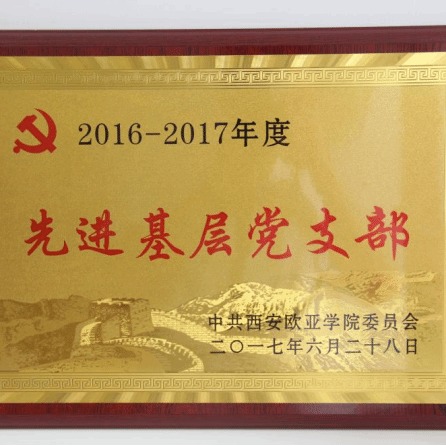 2016-2017年度
先进基层党支部
中共西安欧亚学院委员会
二〇一七年六月二十八日